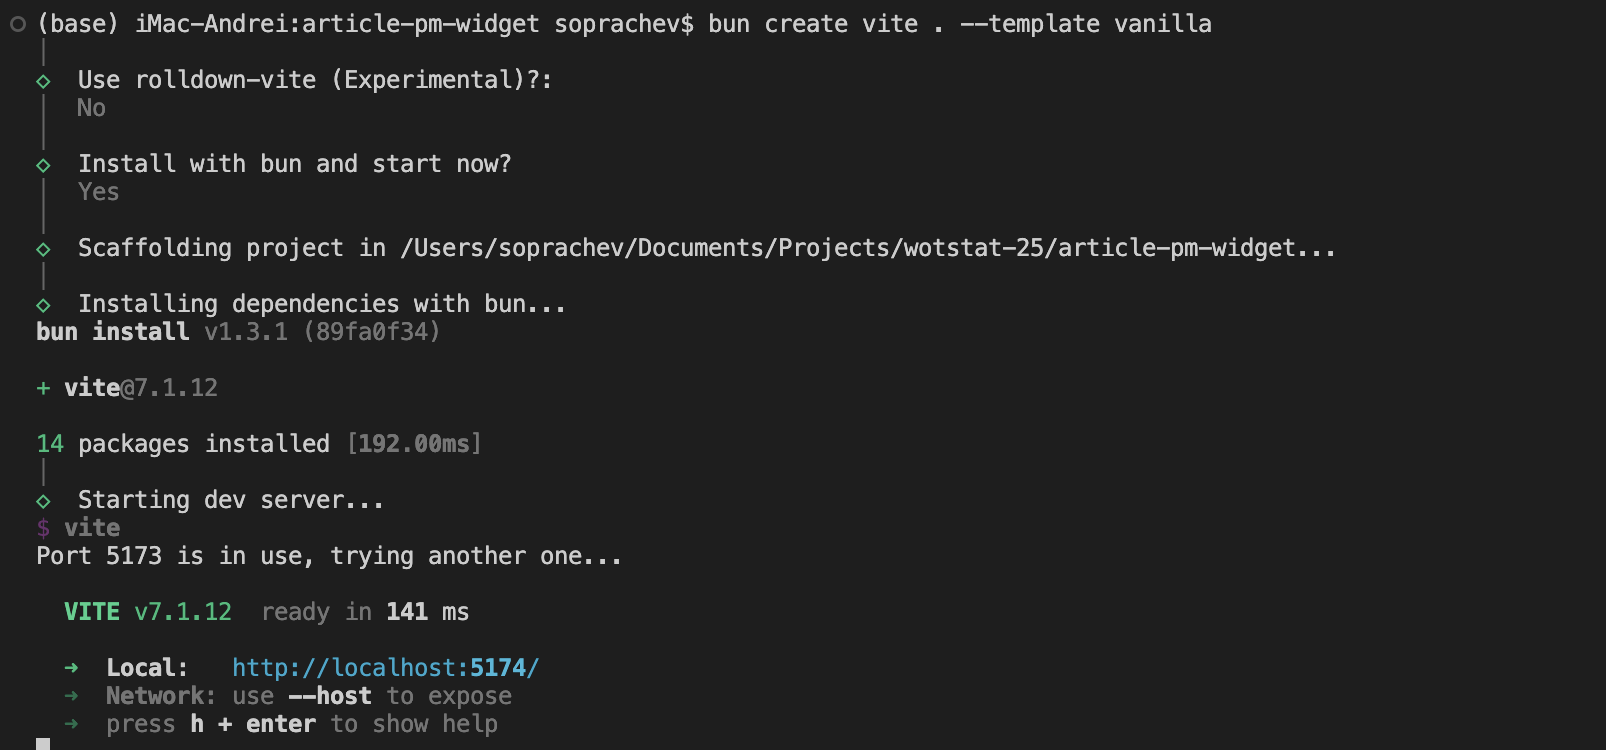 (base) iMac-Andrei:article-pm-widget soprachev$ bun create vite . --template vanilla
Use rolldown-vite (Experimental)?:
No
Install with bun and start now?
Yes
Scaffolding project in /Users/soprachev/Documents/Projects/wotstat-25/article-pm-widget...
Installing dependencies with bun...
bun install v1.3.1 (89fa0f34)
+ vite@7.1.12
14 packages installed [192.00ms]
Starting dev server...
$ vite
Port 5173 is in use, trying another one...
VITE v7.1.12 ready in 141 ms
➜ Local: http://localhost:5174/
➜ Network: use --host to expose
➜ press h + enter to show help